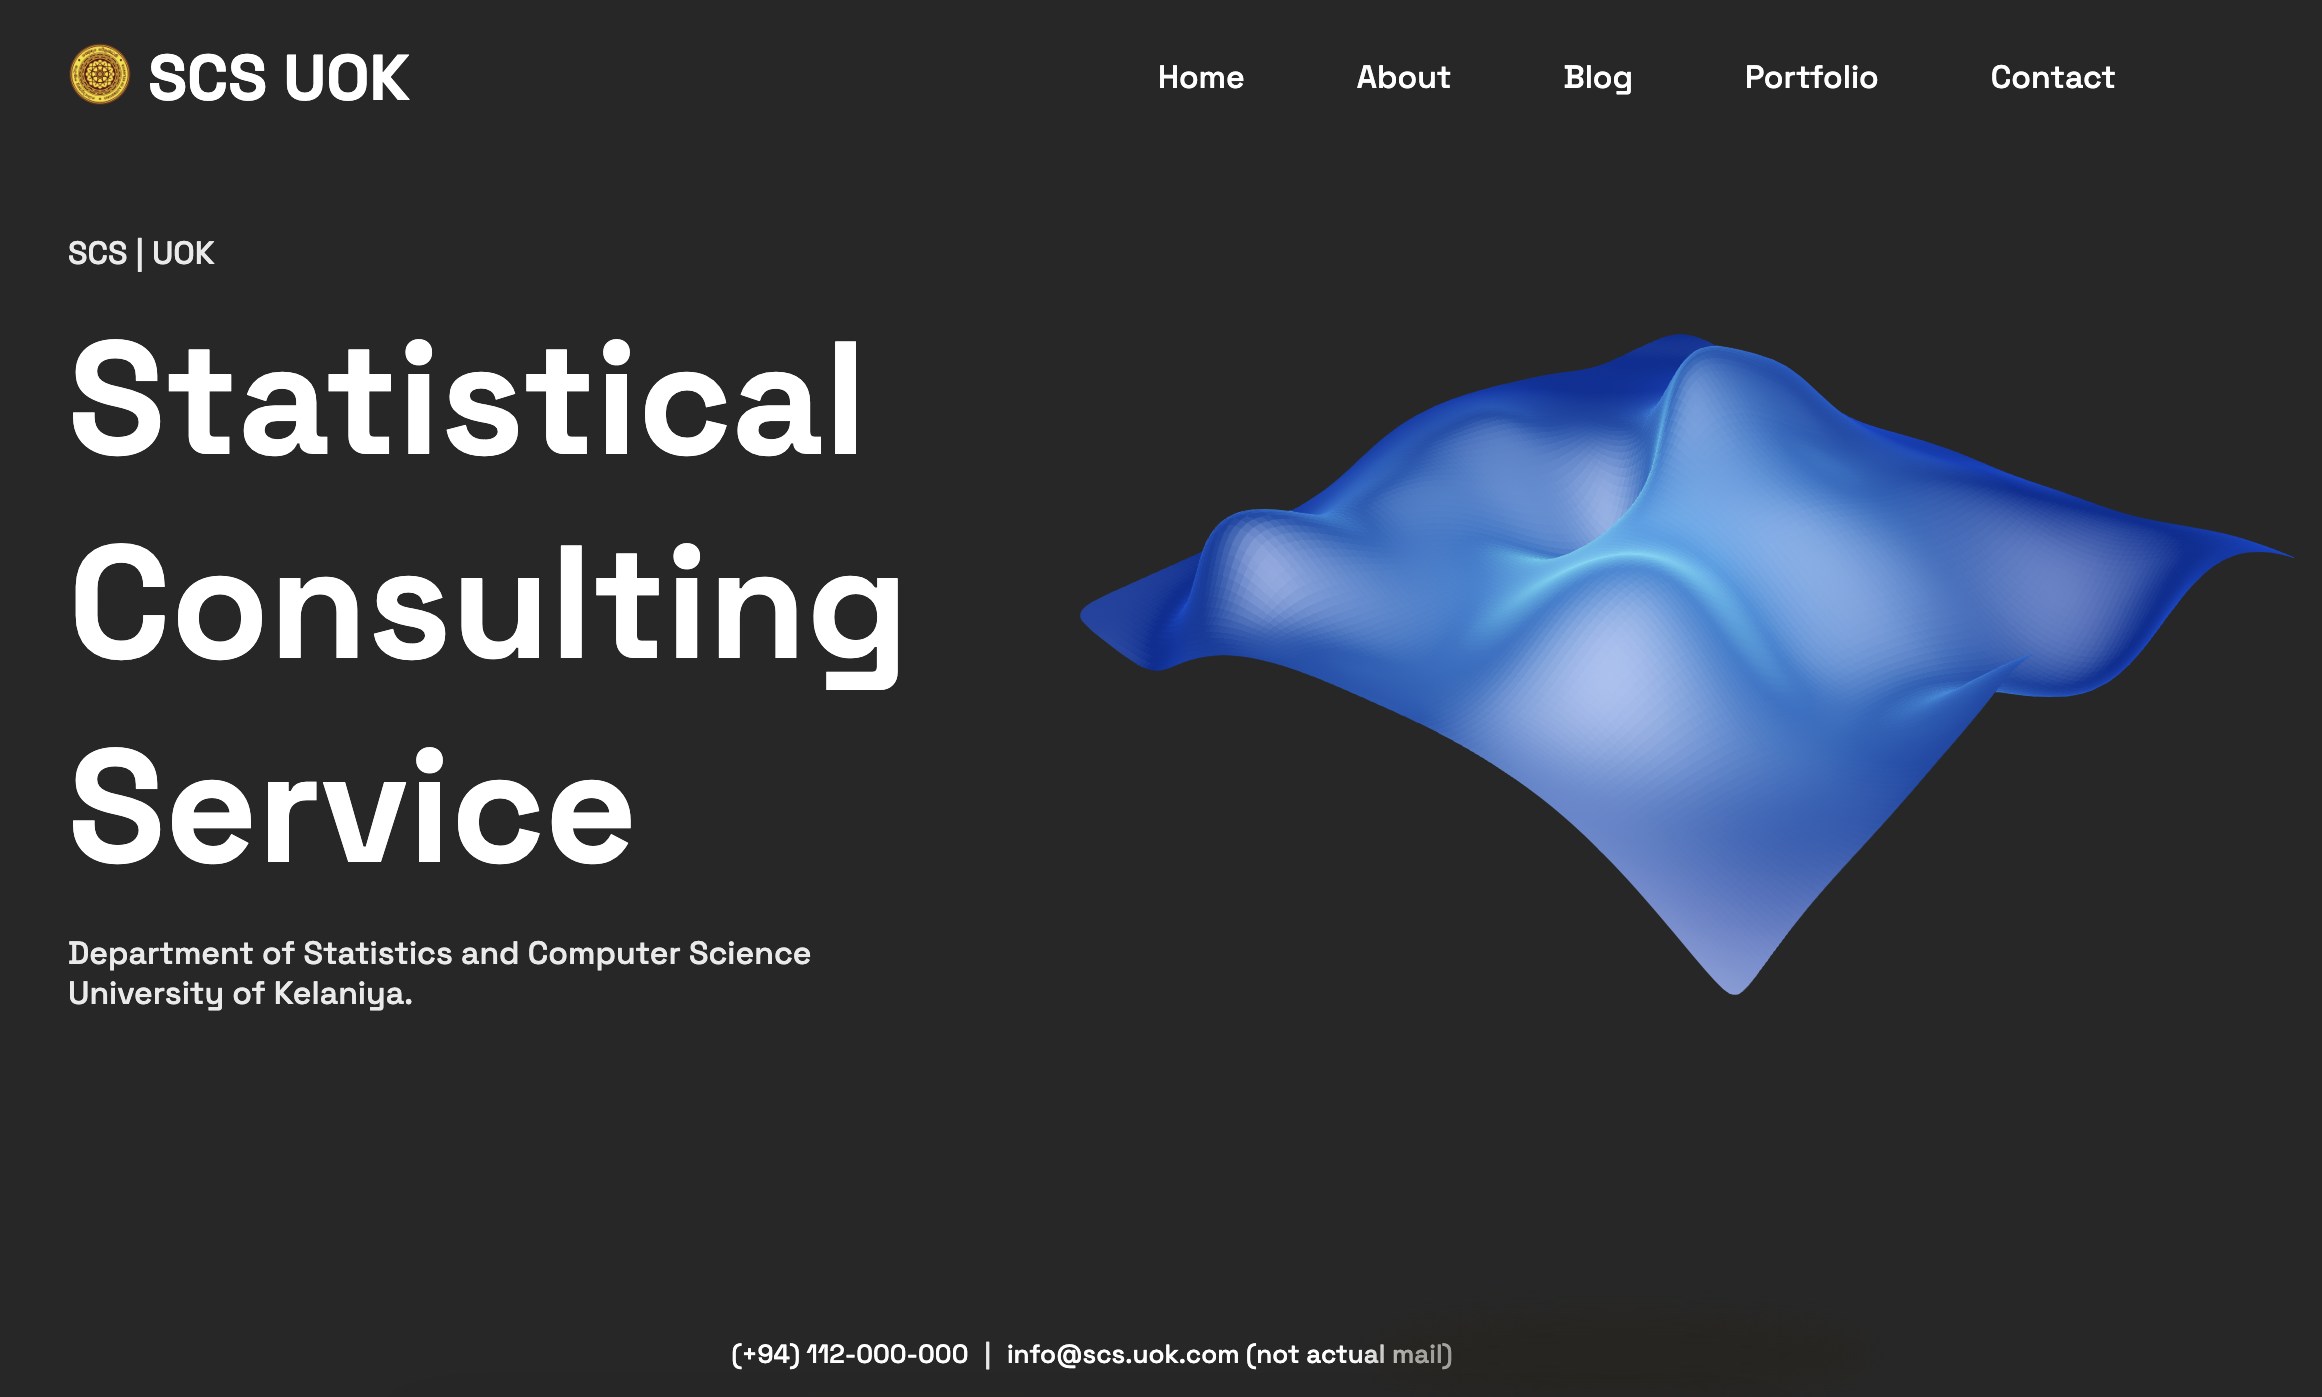 SCS UOK
Home About Blog Portfolio Contact
SCS | UOK
Statistical
Consulting
Service
Department of Statistics and Computer Science
University of Kelaniya.
(+94) 112-000-000 | info@scs.uok.com (not actual mail)